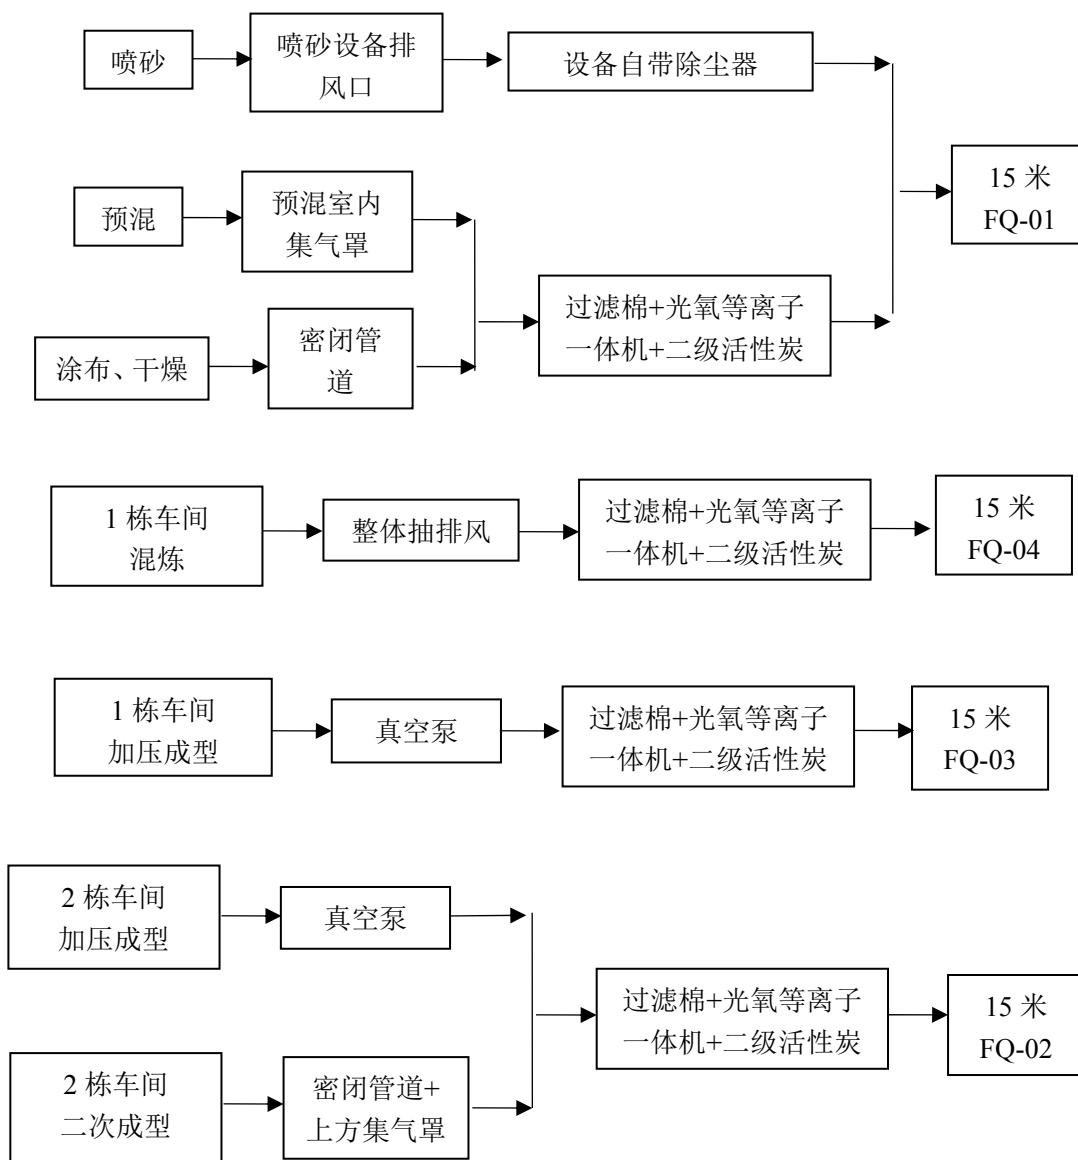 喷砂
喷砂设备排
风口
设备自带除尘器
预混
预混室内
集气罩
涂布、干燥
密闭管
道
过滤棉+光氧等离子
一体机+二级活性炭
15 米
FQ-01
1 栋车间
混炼
整体抽排风
过滤棉+光氧等离子
一体机+二级活性炭
15 米
FQ-04
1 栋车间
加压成型
真空泵
过滤棉+光氧等离子
一体机+二级活性炭
15 米
FQ-03
2 栋车间
加压成型
真空泵
2 栋车间
二次成型
密闭管道+
上方集气罩
过滤棉+光氧等离子
一体机+二级活性炭
15 米
FQ-02